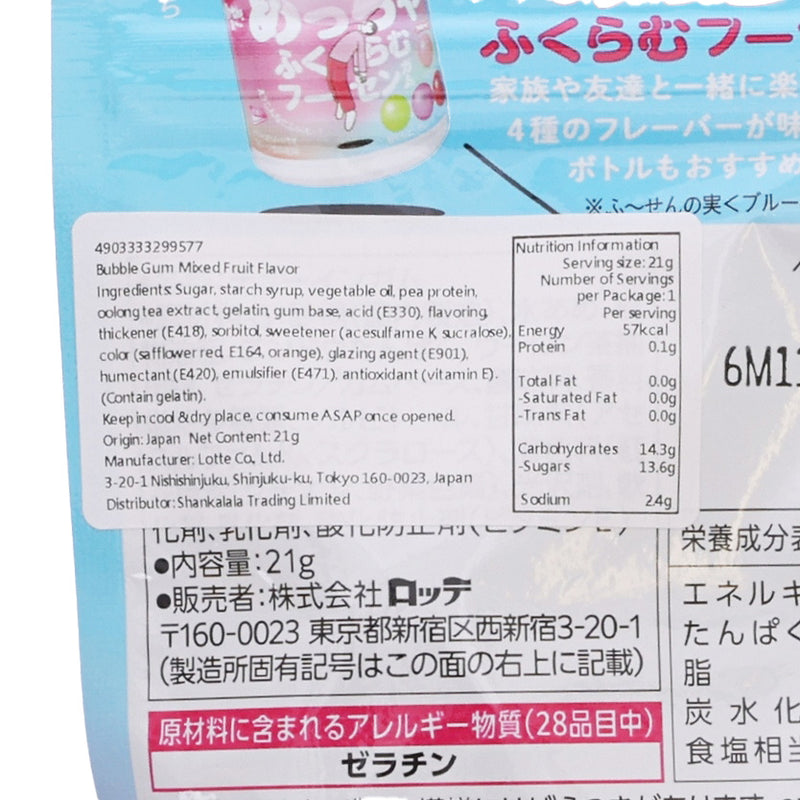 めっちゃ
ふくらむ
フーセン
ふくらむフー
家族や友達と一緒に楽
4種のフレーバーが味
ボトルもおすすめ
※ふ〜せんの実<ブルー
4903333299577
Bubble Gum Mixed Fruit Flavor
Ingredients: Sugar, starch syrup, vegetable oil, pea protein,
oolong tea extract, gelatin, gum base, acid (E330), flavoring,
thickener (E418), sorbitol, sweetener (acesulfame K, sucralose),
color (safflower red, E164, orange), glazing agent (E901),
humectant (E420), emulsifier (E471), antioxidant (vitamin E).
(Contain gelatin).
Keep in cool & dry place, consume ASAP once opened.
Origin: Japan Net Content: 21g
Manufacturer: Lotte Co., Ltd.
3-20-1 Nishishinjuku, Shinjuku-ku, Tokyo 160-0023, Japan
Distributor: Shankalala Trading Limited
Nutrition Information
Serving size: 21g
Number of Servings
per Package: 1
Per serving
Energy 57kcal
Protein 0.1g
Total Fat 0.0g
-Saturated Fat 0.0g
-Trans Fat 0.0g
Carbohydrates 14.3g
-Sugars 13.6g
Sodium 24g
6M11
化剤、乳化剤、酸化防止剤(ビタミンE)
●内容量:21g
●販売者:株式会社ロッテ
〒160-0023 東京都新宿区西新宿3-20-1
(製造所固有記号はこの面の右上に記載)
原材料に含まれるアレルギー物質(28品目中)
ゼラチン
栄養成分表
エネルギ
たんぱく
脂
炭水化
食塩相当